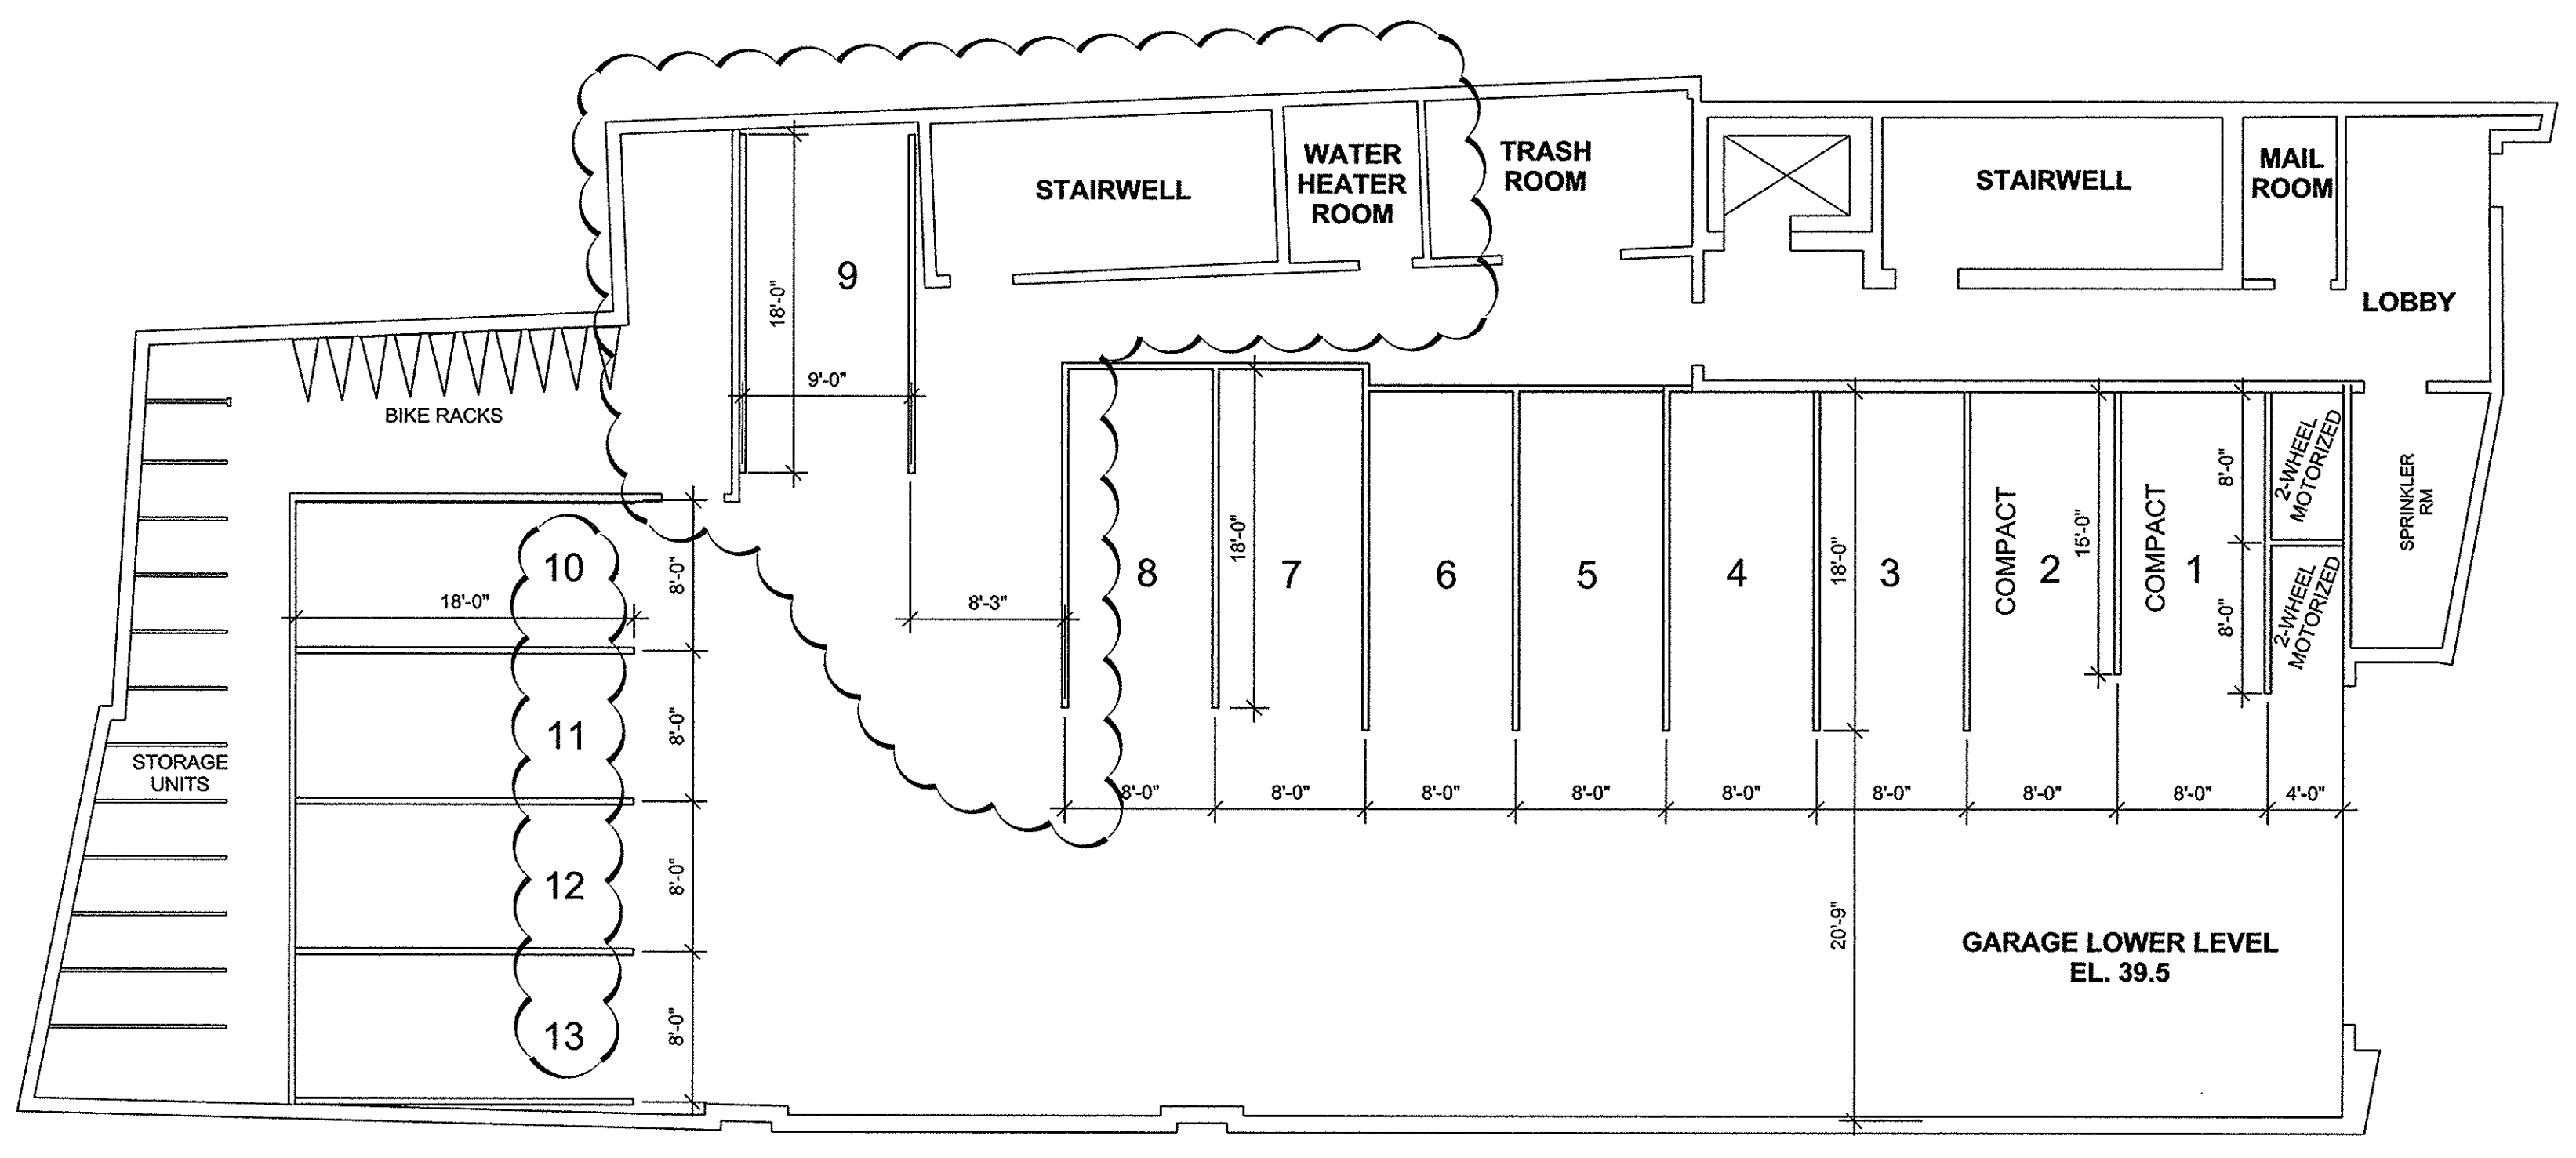 WATER
HEATER
ROOM
TRASH
ROOM
STAIRWELL
STAIRWELL
MAIL
ROOM
LOBBY
9
18'-0"
9'-0"
BIKE RACKS
8'-3"
10
18'-0"
8'-0"
11
8'-0"
12
8'-0"
13
8'-0"
STORAGE
UNITS
8
18'-0"
7
6
5
4
18'-0"
3
COMPACT
2
15'-0"
COMPACT
1
8'-0"
8'-0"
2-WHEEL
MOTORIZED
2-WHEEL
MOTORIZED
SPRINKLER
RM
8'-0"
8'-0"
8'-0"
8'-0"
8'-0"
8'-0"
8'-0"
8'-0"
4'-0"
20'-9"
GARAGE LOWER LEVEL
EL. 39.5